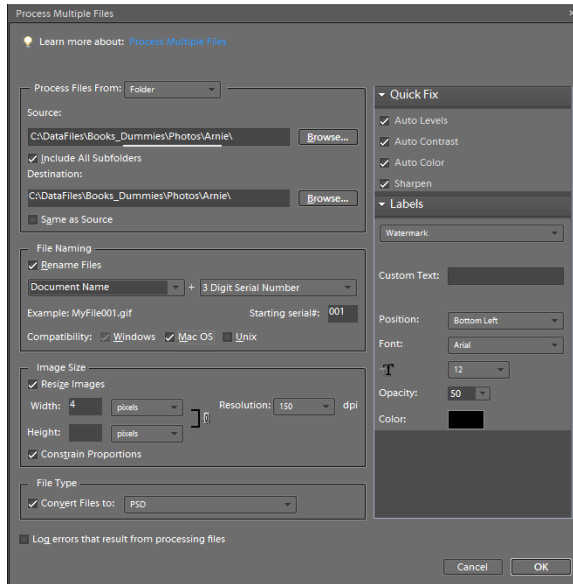 Process Multiple Files
Learn more about: Process Multiple Files
Process Files From: Folder
Source:
C:\DataFiles\Books_Dummies\Photos\Arnie\ Browse...
Include All Subfolders
Destination:
C:\DataFiles\Books_Dummies\Photos\Arnie\ Browse...
Same as Source
File Naming
Rename Files
Document Name + 3 Digit Serial Number
Example: MyFile001.gif Starting serial#: 001
Compatibility: Windows Mac OS Unix
Image Size
Resize Images
Width: 4 pixels Resolution: 150 dpi
Height: pixels
Constrain Proportions
File Type
Convert Files to: PSD
Log errors that result from processing files
Quick Fix
Auto Levels
Auto Contrast
Auto Color
Sharpen
Labels
Watermark
Custom Text:
Position: Bottom Left
Font: Arial
T 12
Opacity: 50
Color:
Cancel OK